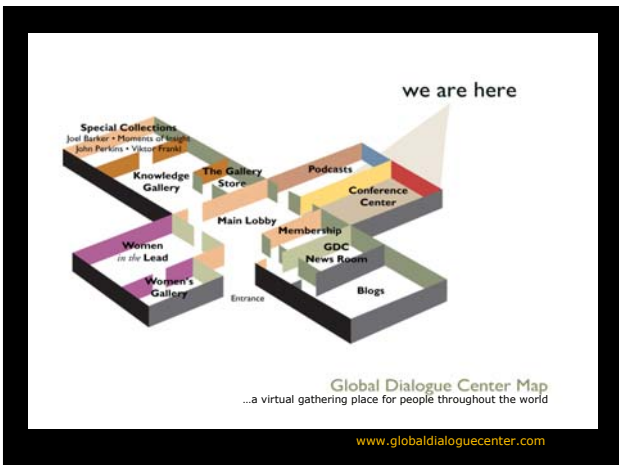 we are here
Special Collections
Joel Barker • Moments of Insight
John Perkins • Viktor Frankl
Knowledge
Gallery
The Gallery
Store
Podcasts
Conference
Center
Main Lobby
Membership
GDC
News Room
Women
in the Lead
Women's
Gallery
Entrance
Blogs
Global Dialogue Center Map
...a virtual gathering place for people throughout the world
www.globaldialoguecenter.com